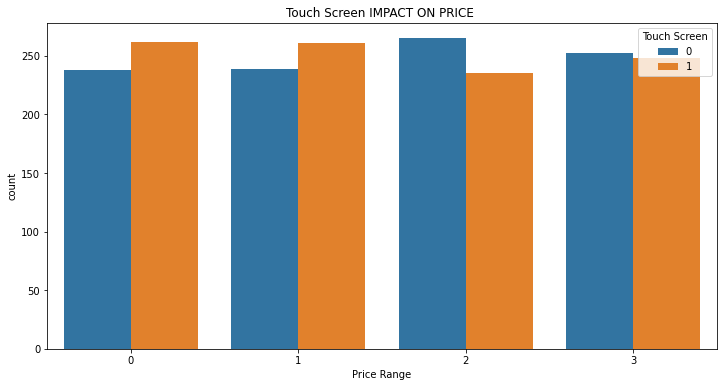 Touch Screen IMPACT ON PRICE
Touch Screen
0
1
250
200
150
100
50
0
count
0 1 2 3
Price Range